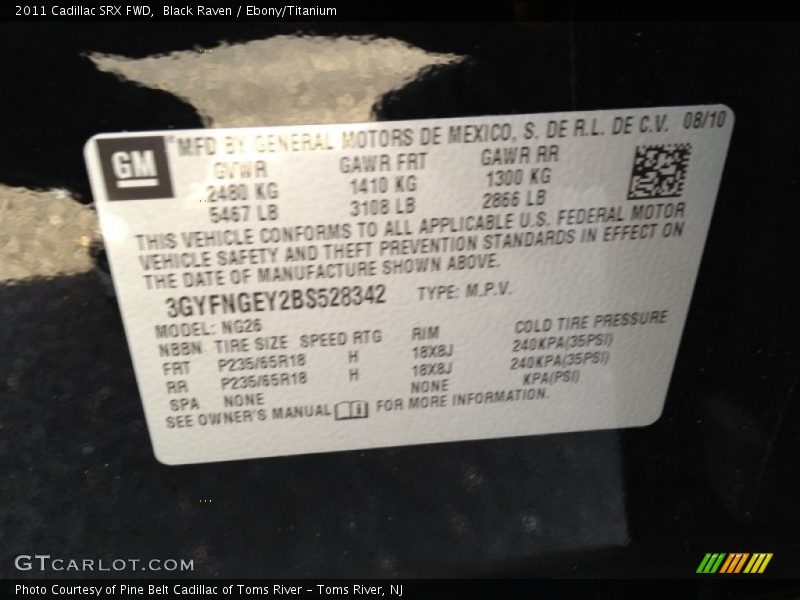 2011 Cadillac SRX FWD, Black Raven / Ebony/Titanium
GM
MFD BY GENERAL MOTORS DE MEXICO, S. DE R.L. DE C.V. 08/10
GVWR GAWR FRT GAWR RR
2480 KG 1410 KG 1300 KG
5467 LB 3108 LB 2866 LB
THIS VEHICLE CONFORMS TO ALL APPLICABLE U.S. FEDERAL MOTOR
VEHICLE SAFETY AND THEFT PREVENTION STANDARDS IN EFFECT ON
THE DATE OF MANUFACTURE SHOWN ABOVE.
3GYFNGEY2BS528342 TYPE: M.P.V.
MODEL: NG26
NBBN TIRE SIZE SPEED RTG RIM COLD TIRE PRESSURE
FRT P235/65R18 H 18X8J 240KPA(35PSI)
RR P235/65R18 H 18X8J 240KPA(35PSI)
SPA NONE NONE KPA(PSI)
SEE OWNER'S MANUAL FOR MORE INFORMATION.
GTCARLOT.COM
Photo Courtesy of Pine Belt Cadillac of Toms River - Toms River, NJ